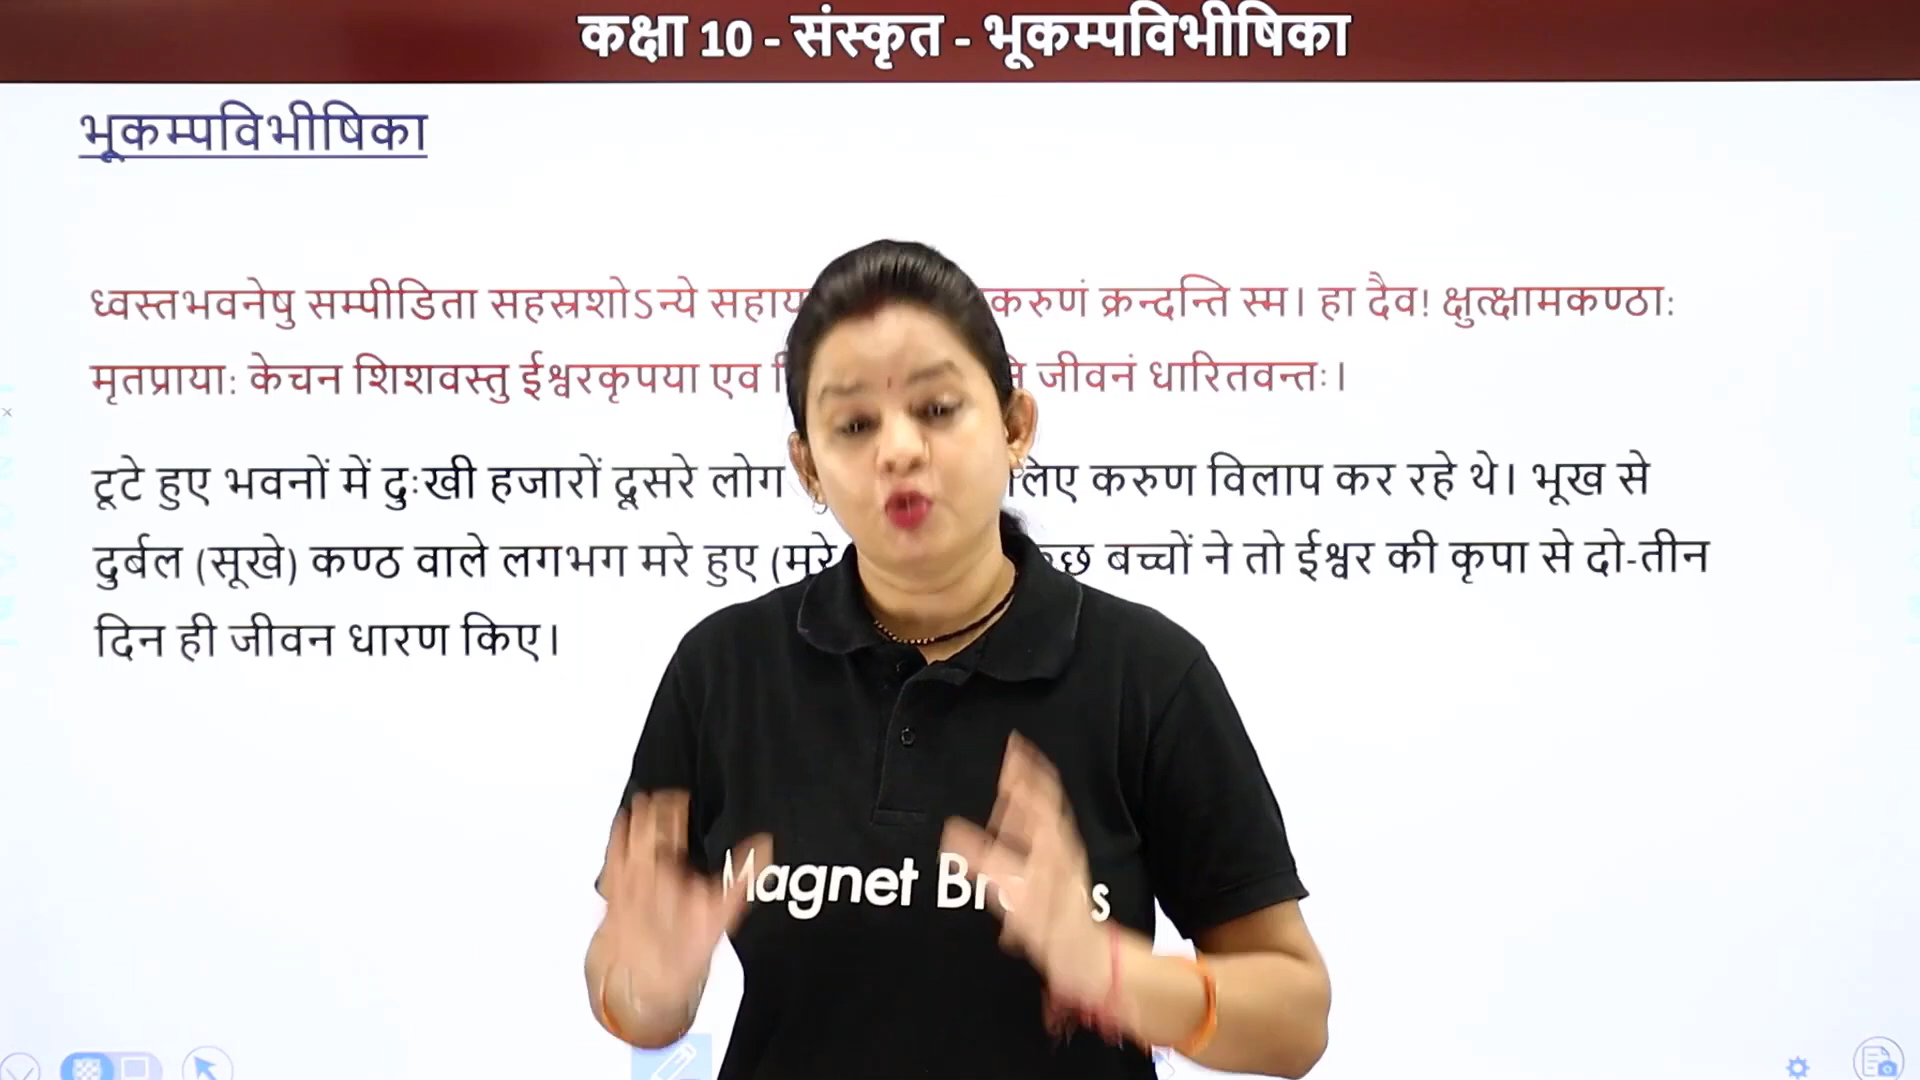 कक्षा 10 - संस्कृत - भूकम्पविभीषिका
भूकम्पविभीषिका
ध्वस्तभवनेषु सम्पीडिता सहस्रशोऽन्ये करुणं क्रन्दन्ति स्म। हा दैव! क्षुत्क्षामकण्ठाः
मृतप्रायाः केचन शिशवस्तु ईश्वरकृपया एव जीवनं धारितवन्तः।
टूटे हुए भवनों में दुःखी हजारों दूसरे लोग करुण विलाप कर रहे थे। भूख से
दुर्बल (सूखे) कण्ठ वाले लगभग मरे हुए (मरे बच्चों ने तो ईश्वर की कृपा से दो-तीन
दिन ही जीवन धारण किए।
Magnet